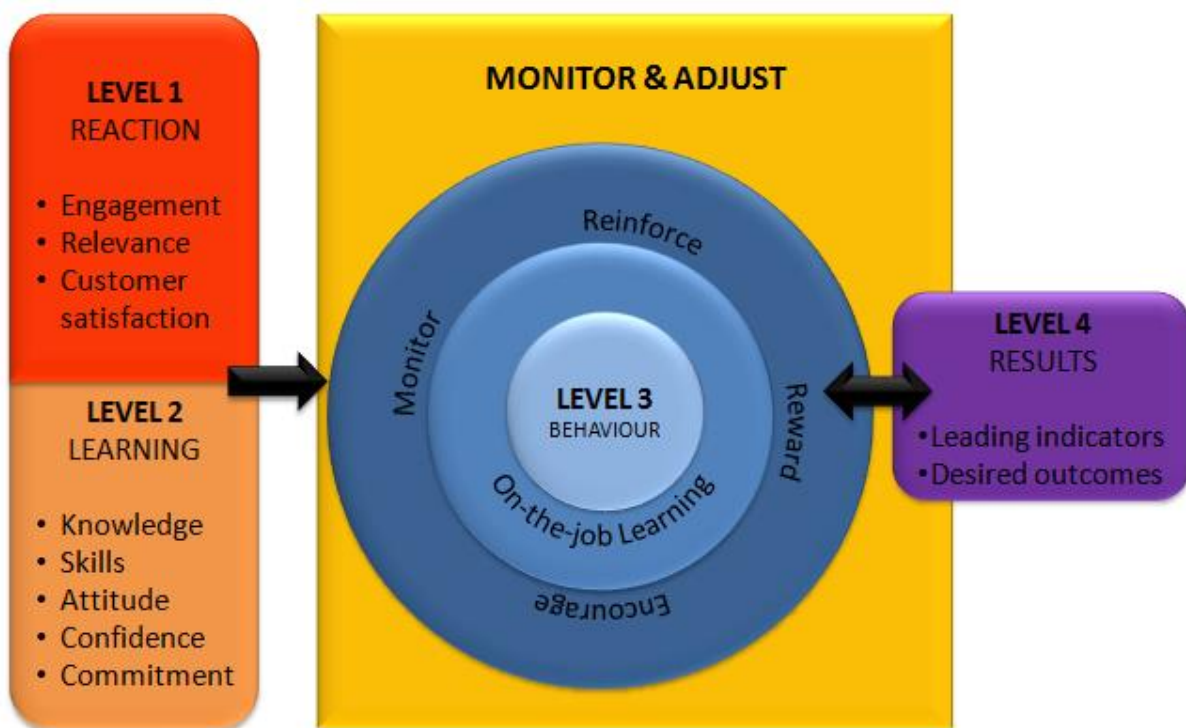 LEVEL 1
REACTION
• Engagement
• Relevance
• Customer
satisfaction
LEVEL 2
LEARNING
• Knowledge
• Skills
• Attitude
• Confidence
• Commitment
MONITOR & ADJUST
Reinforce
Monitor
Reward
Encourage
LEVEL 3
BEHAVIOUR
On-the-job Learning
LEVEL 4
RESULTS
•Leading indicators
•Desired outcomes